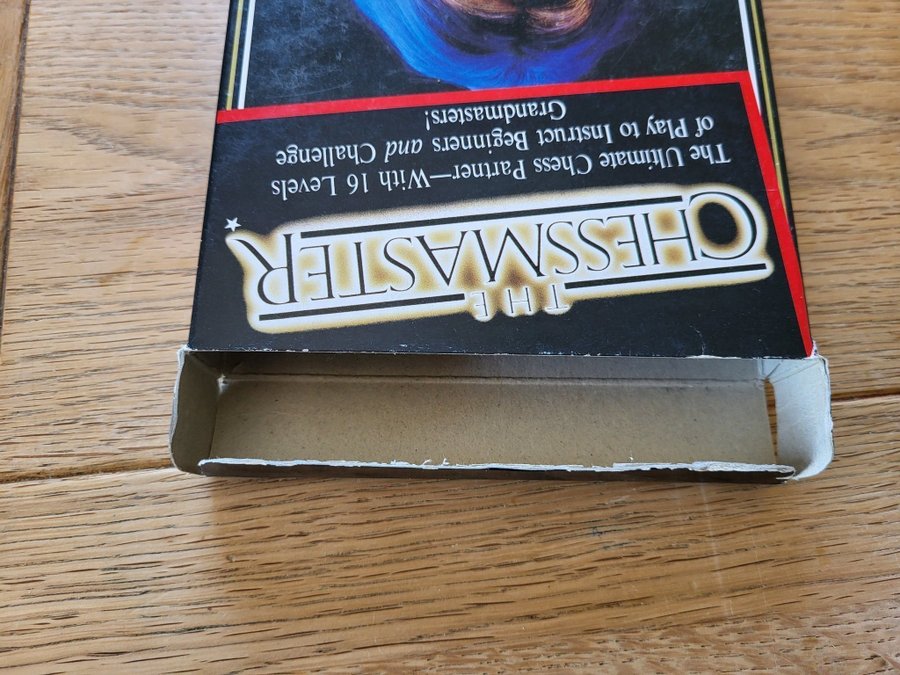 THE
CHESSMASTER
The Ultimate Chess Partner—With 16 Levels
of Play to Instruct Beginners and Challenge
Grandmasters!